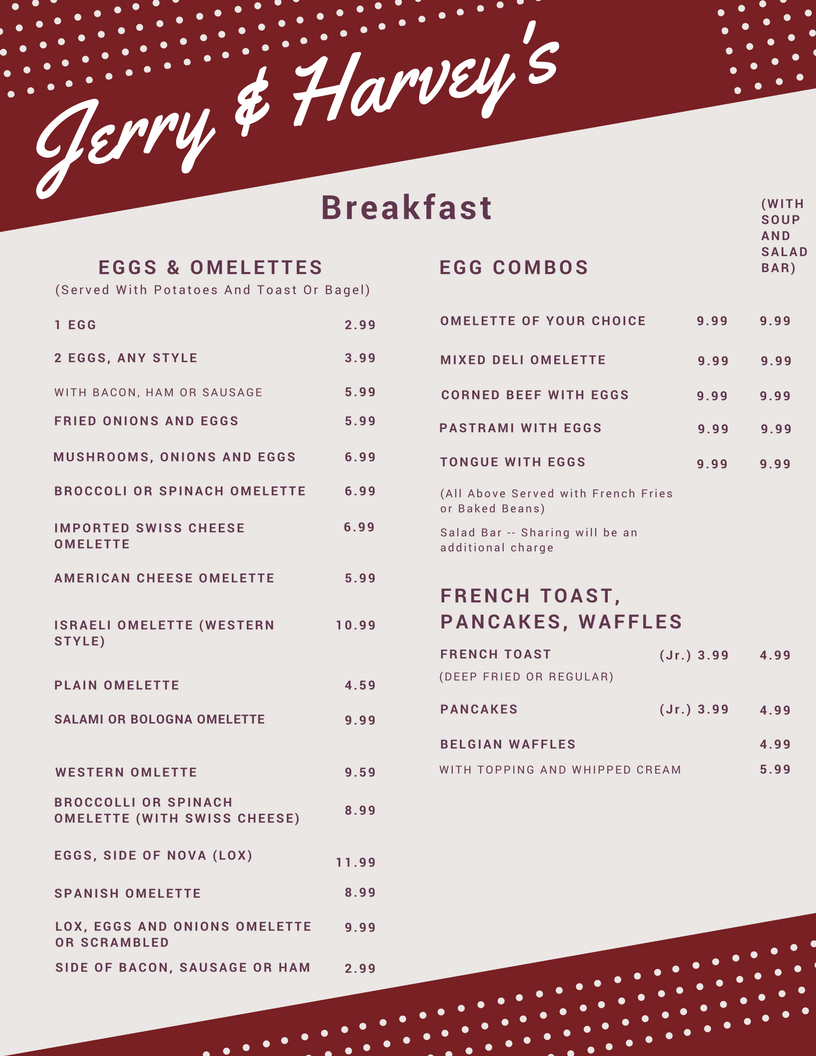 Jerry & Harvey's
Breakfast
EGGS & OMELETTES
(Served With Potatoes And Toast Or Bagel)
1 EGG 2.99
2 EGGS, ANY STYLE 3.99
WITH BACON, HAM OR SAUSAGE 5.99
FRIED ONIONS AND EGGS 5.99
MUSHROOMS, ONIONS AND EGGS 6.99
BROCCOLI OR SPINACH OMELETTE 6.99
IMPORTED SWISS CHEESE 6.99
OMELETTE
AMERICAN CHEESE OMELETTE 5.99
ISRAELI OMELETTE (WESTERN 10.99
STYLE)
PLAIN OMELETTE 4.59
SALAMI OR BOLOGNA OMELETTE 9.99
WESTERN OMLETTE 9.59
BROCCOLLI OR SPINACH
OMELETTE (WITH SWISS CHEESE) 8.99
EGGS, SIDE OF NOVA (LOX) 11.99
SPANISH OMELETTE 8.99
LOX, EGGS AND ONIONS OMELETTE 9.99
OR SCRAMBLED
SIDE OF BACON, SAUSAGE OR HAM 2.99
(WITH
SOUP
AND
SALAD
BAR)
EGG COMBOS
OMELETTE OF YOUR CHOICE 9.99 9.99
MIXED DELI OMELETTE 9.99 9.99
CORNED BEEF WITH EGGS 9.99 9.99
PASTRAMI WITH EGGS 9.99 9.99
TONGUE WITH EGGS 9.99 9.99
(All Above Served with French Fries
or Baked Beans)
Salad Bar -- Sharing will be an
additional charge
FRENCH TOAST,
PANCAKES, WAFFLES
FRENCH TOAST (Jr.) 3.99 4.99
(DEEP FRIED OR REGULAR)
PANCAKES (Jr.) 3.99 4.99
BELGIAN WAFFLES 4.99
WITH TOPPING AND WHIPPED CREAM 5.99